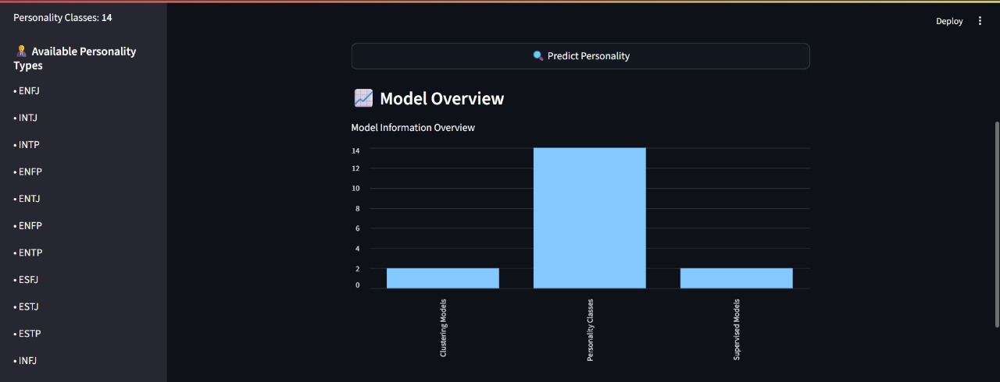 Personality Classes: 14
Available Personality
Types
• ENFJ
• INTJ
• INTP
• ENFP
• ENTJ
• ENFP
• ENTP
• ESFJ
• ESTJ
• ESTP
• INFJ
Deploy
Predict Personality
Model Overview
Model Information Overview
14
12
10
8
6
4
2
0
Clustering Models
Personality Classes
Supervised Models